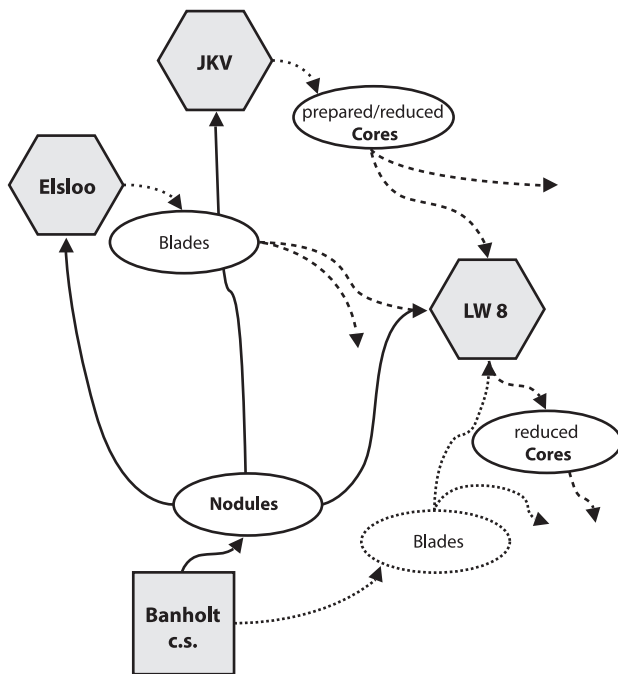 JKV
prepared/reduced
Cores
Elsloo
Blades
LW 8
reduced
Cores
Nodules
Blades
Banholt
c.s.